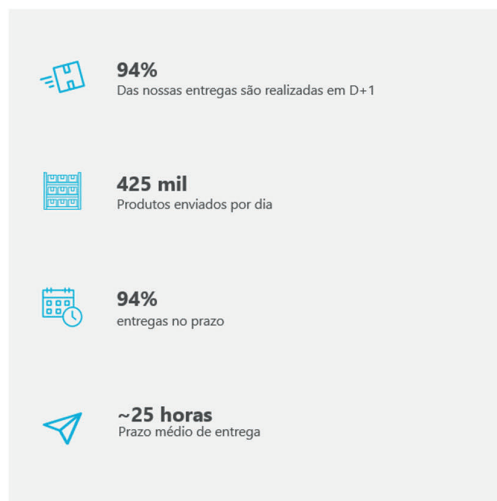 94%
Das nossas entregas são realizadas em D+1
425 mil
Produtos enviados por dia
94%
entregas no prazo
~25 horas
Prazo médio de entrega